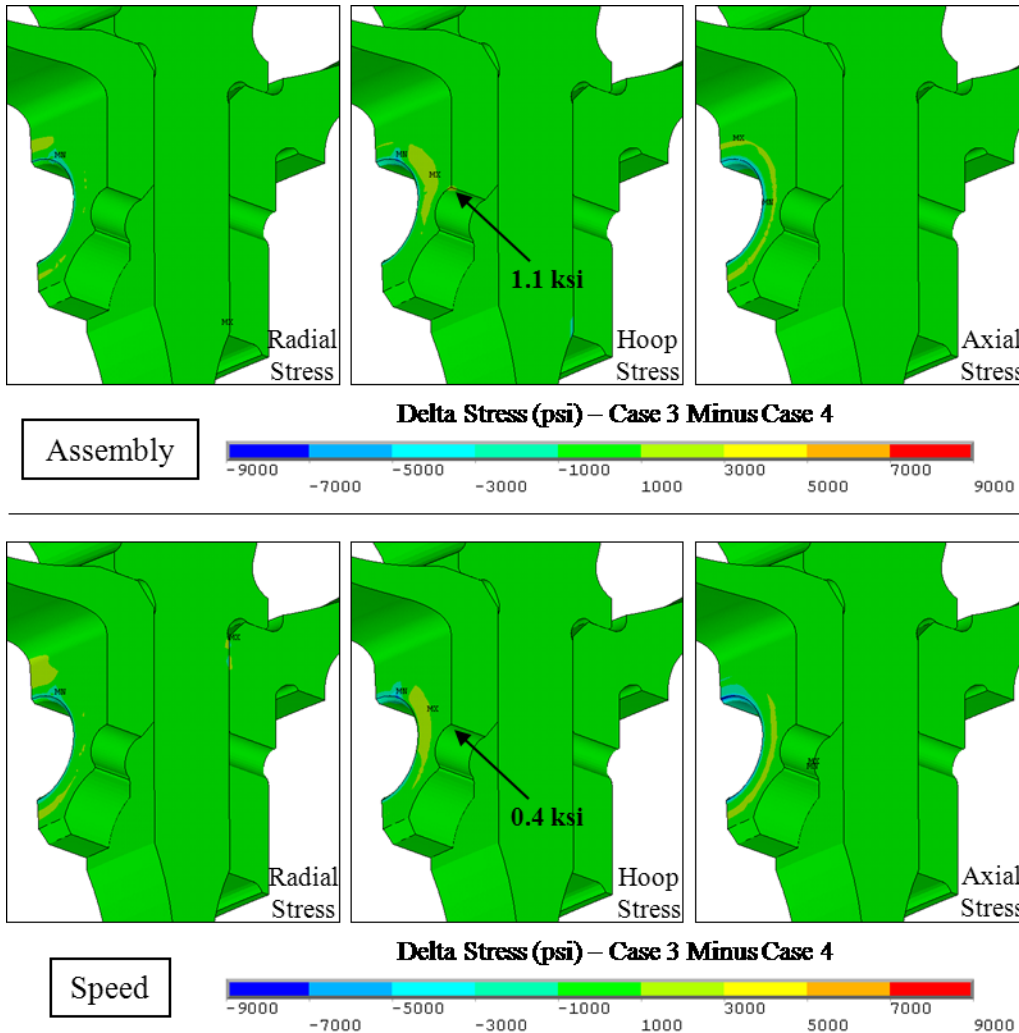 MN
MX
Radial
Stress
MN
MX
1.1 ksi
Hoop
Stress
MX
MN
Axial
Stress
Delta Stress (psi) – Case 3 Minus Case 4
Assembly
-9000 -7000 -5000 -3000 -1000 1000 3000 5000 7000 9000
MX
MN
Radial
Stress
MN
MX
0.4 ksi
Hoop
Stress
MX
Axial
Stress
Delta Stress (psi) – Case 3 Minus Case 4
Speed
-9000 -7000 -5000 -3000 -1000 1000 3000 5000 7000 9000